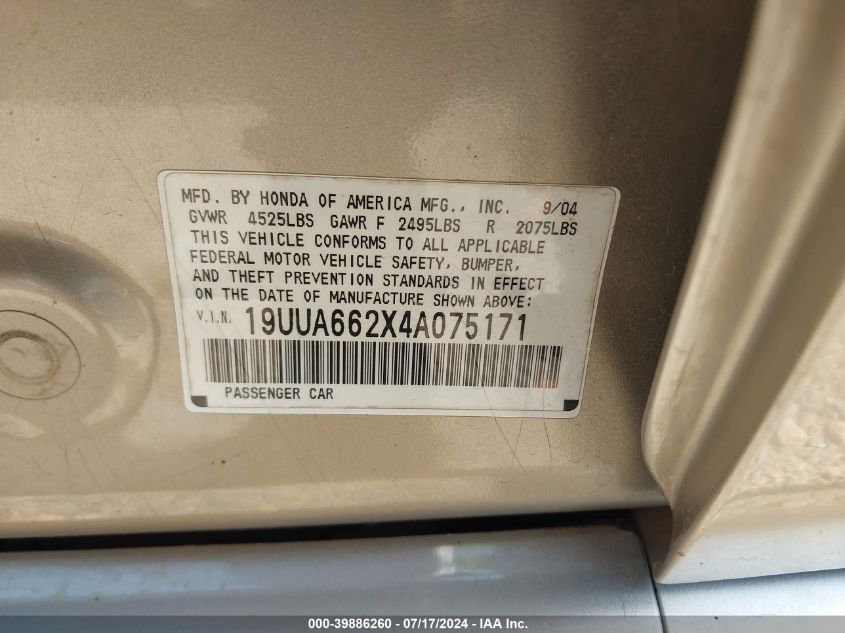 MFD. BY HONDA OF AMERICA MFG., INC. 9/04
GVWR 4525LBS GAWR F 2495LBS R 2075LBS
THIS VEHICLE CONFORMS TO ALL APPLICABLE
FEDERAL MOTOR VEHICLE SAFETY, BUMPER,
AND THEFT PREVENTION STANDARDS IN EFFECT
ON THE DATE OF MANUFACTURE SHOWN ABOVE:
V.I.N. 19UUA662X4A075171
PASSENGER CAR
000-39886260 - 07/17/2024 - IAA Inc.